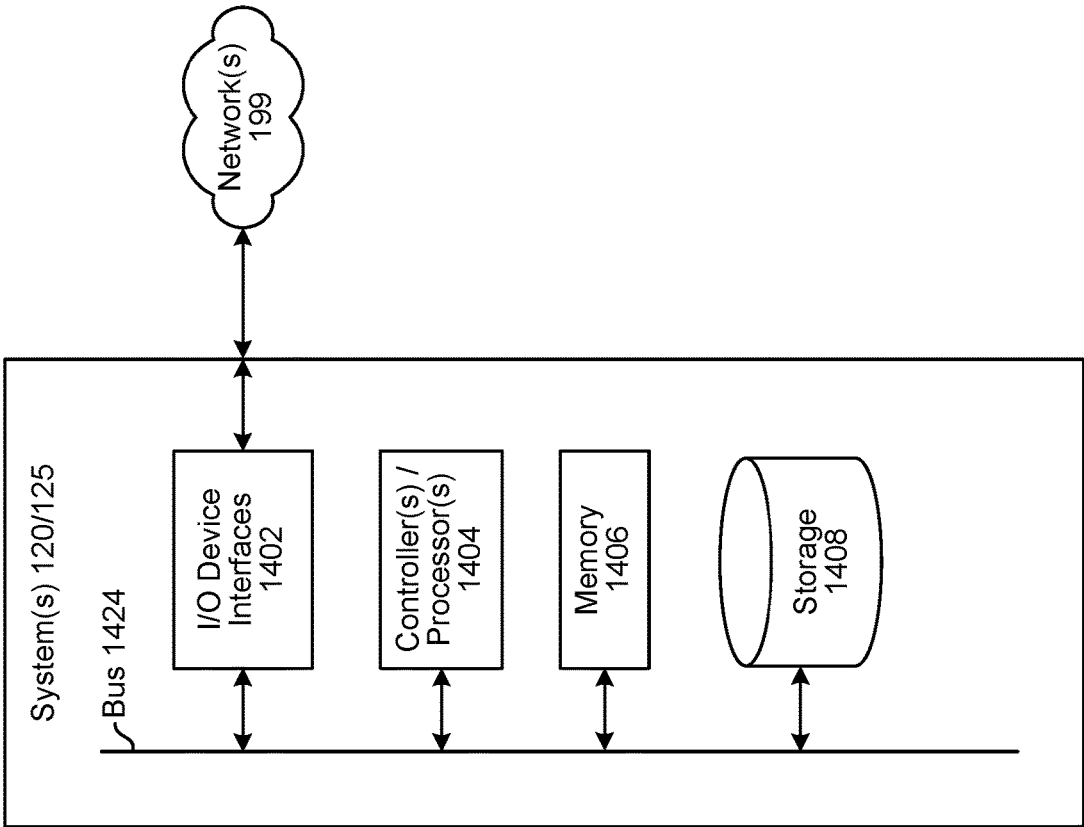 System(s) 120/125
Bus 1424
I/O Device
Interfaces
1402
Controller(s) /
Processor(s)
1404
Memory
1406
Storage
1408
Network(s)
199